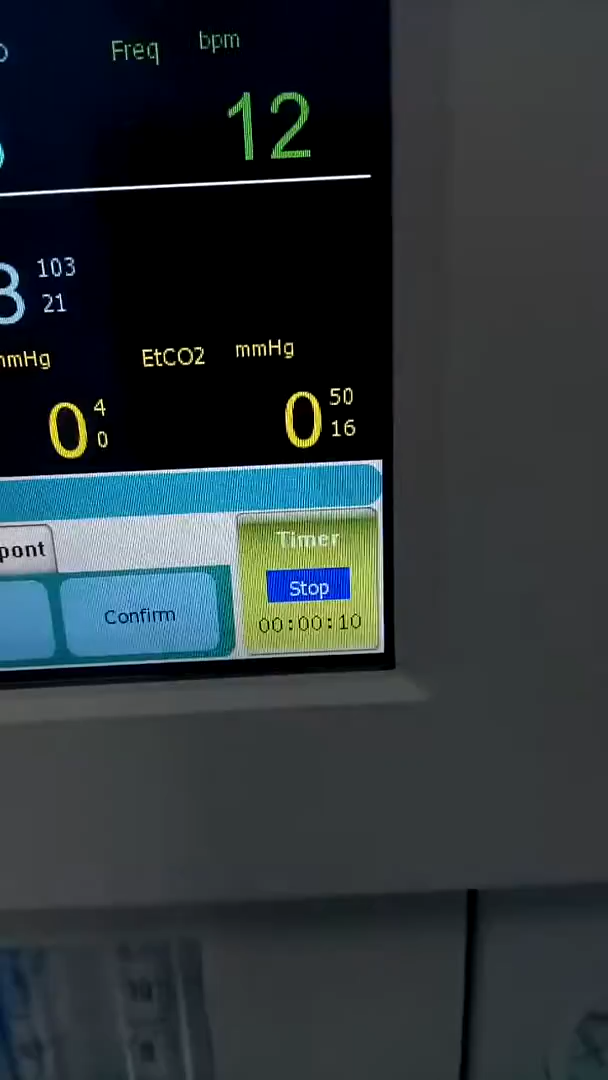 Freq bpm
12
103
21
mmHg EtCO2 mmHg
0 4 0 50
0 16
pont Timer
Stop
Confirm 00:00:10